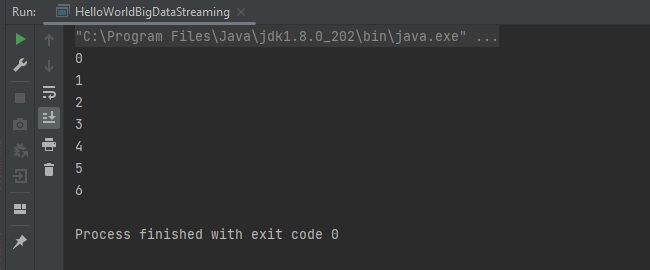 Run: HelloWorldBigDataStreaming
"C:\Program Files\Java\jdk1.8.0_202\bin\java.exe" ...
0
1
2
3
4
5
6
Process finished with exit code 0